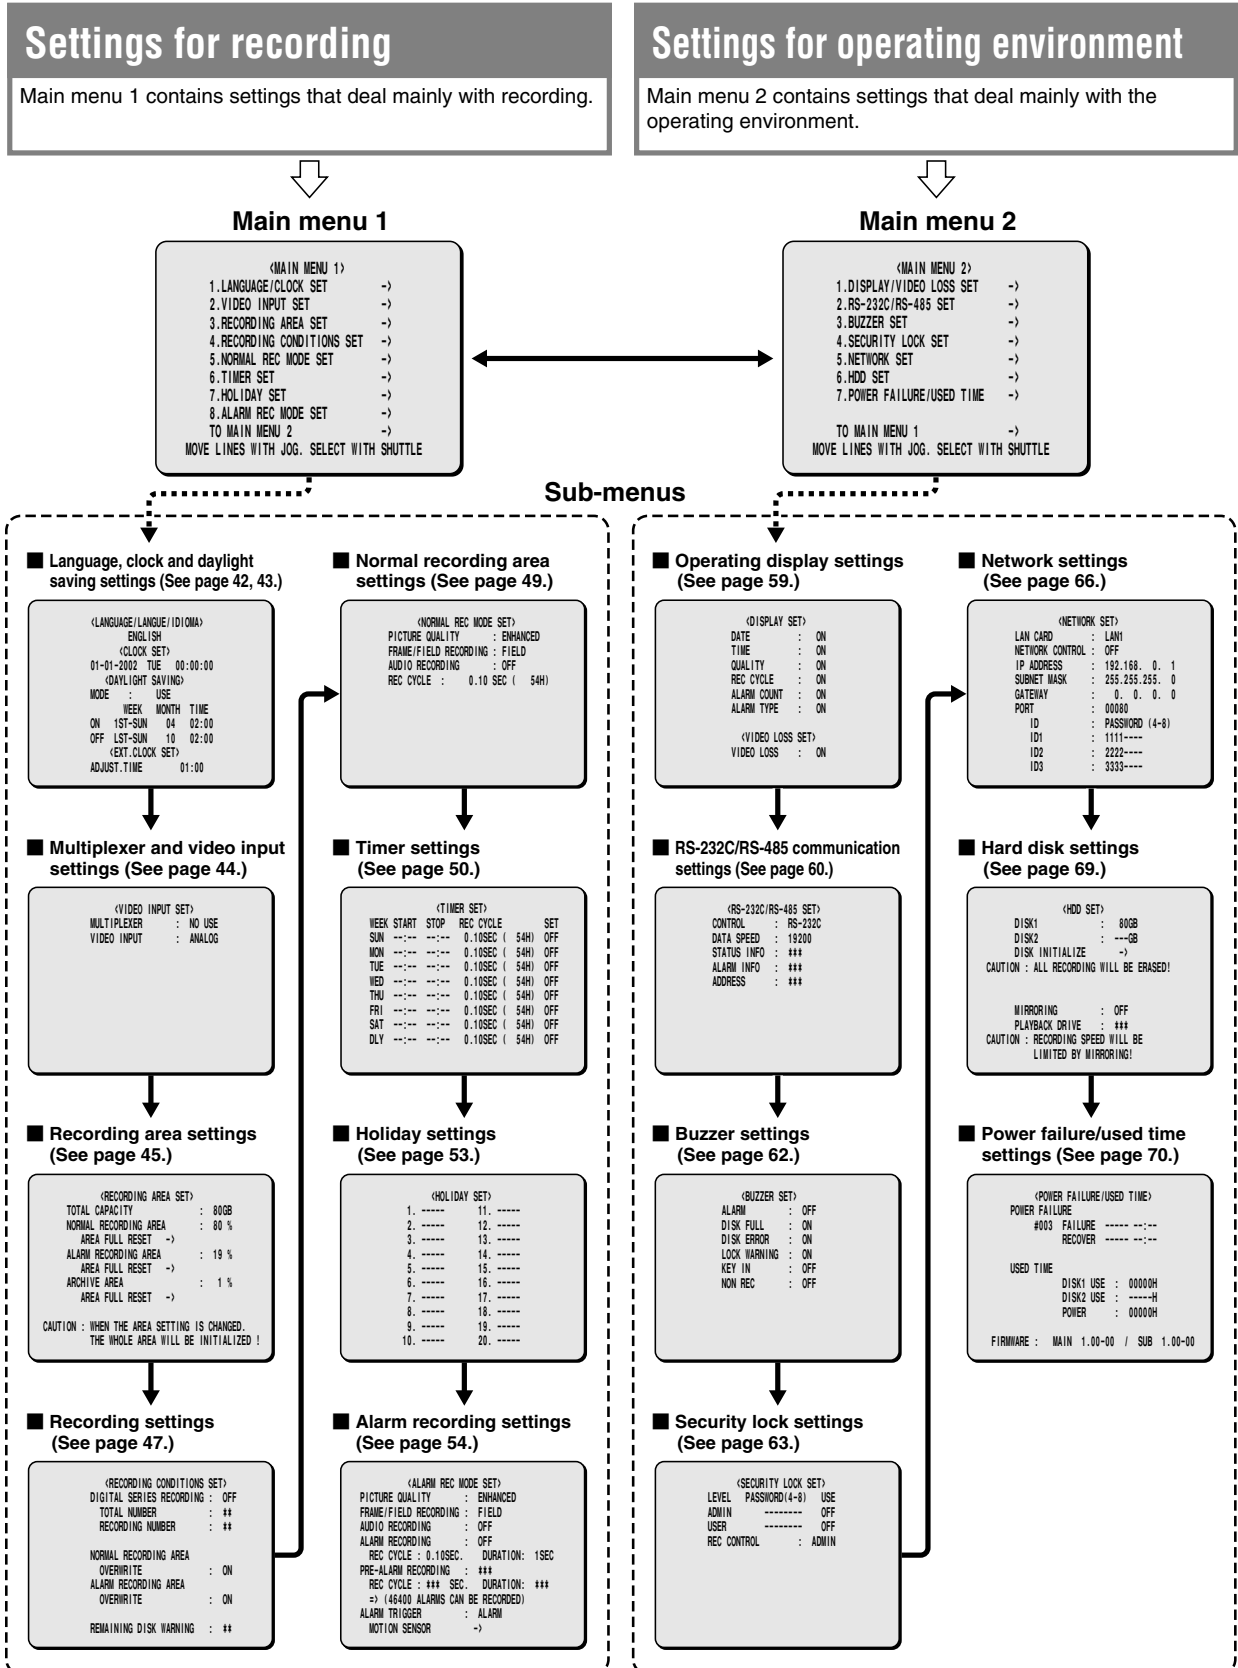 Settings for recording
Main menu 1 contains settings that deal mainly with recording.
Settings for operating environment
Main menu 2 contains settings that deal mainly with the
operating environment.
Main menu 1
<MAIN MENU 1>
1.LANGUAGE/CLOCK SET ->
2.VIDEO INPUT SET ->
3.RECORDING AREA SET ->
4.RECORDING CONDITIONS SET ->
5.NORMAL REC MODE SET ->
6.TIMER SET ->
7.HOLIDAY SET ->
8.ALARM REC MODE SET ->
TO MAIN MENU 2 ->
MOVE LINES WITH JOG. SELECT WITH SHUTTLE
Main menu 2
<MAIN MENU 2>
1.DISPLAY/VIDEO LOSS SET ->
2.RS-232C/RS-485 SET ->
3.BUZZER SET ->
4.SECURITY LOCK SET ->
5.NETWORK SET ->
6.HDD SET ->
7.POWER FAILURE/USED TIME ->
TO MAIN MENU 1 ->
MOVE LINES WITH JOG. SELECT WITH SHUTTLE
Sub-menus
■ Language, clock and daylight
saving settings (See page 42, 43.)
<LANGUAGE/LANGUE/IDIOMA>
ENGLISH
<CLOCK SET>
01-01-2002 TUE 00:00:00
<DAYLIGHT SAVING>
MODE : USE
WEEK MONTH TIME
ON 1ST-SUN 04 02:00
OFF LST-SUN 10 02:00
<EXT.CLOCK SET>
ADJUST.TIME 01:00
■ Multiplexer and video input
settings (See page 44.)
<VIDEO INPUT SET>
MULTIPLEXER : NO USE
VIDEO INPUT : ANALOG
■ Recording area settings
(See page 45.)
<RECORDING AREA SET>
TOTAL CAPACITY : 80GB
NORMAL RECORDING AREA : 80 %
AREA FULL RESET ->
ALARM RECORDING AREA : 19 %
AREA FULL RESET ->
ARCHIVE AREA : 1 %
AREA FULL RESET ->
CAUTION : WHEN THE AREA SETTING IS CHANGED.
THE WHOLE AREA WILL BE INITIALIZED !
■ Recording settings
(See page 47.)
<RECORDING CONDITIONS SET>
DIGITAL SERIES RECORDING : OFF
TOTAL NUMBER : **
RECORDING NUMBER : **
NORMAL RECORDING AREA
OVERWRITE : ON
ALARM RECORDING AREA
OVERWRITE : ON
REMAINING DISK WARNING : **
■ Normal recording area
settings (See page 49.)
<NORMAL REC MODE SET>
PICTURE QUALITY : ENHANCED
FRAME/FIELD RECORDING : FIELD
AUDIO RECORDING : OFF
REC CYCLE : 0.10 SEC ( 54H)
■ Timer settings
(See page 50.)
<TIMER SET>
WEEK START STOP REC CYCLE SET
SUN --:-- --:-- 0.10SEC ( 54H) OFF
MON --:-- --:-- 0.10SEC ( 54H) OFF
TUE --:-- --:-- 0.10SEC ( 54H) OFF
WED --:-- --:-- 0.10SEC ( 54H) OFF
THU --:-- --:-- 0.10SEC ( 54H) OFF
FRI --:-- --:-- 0.10SEC ( 54H) OFF
SAT --:-- --:-- 0.10SEC ( 54H) OFF
DLY --:-- --:-- 0.10SEC ( 54H) OFF
■ Holiday settings
(See page 53.)
<HOLIDAY SET>
1. ----- 11. -----
2. ----- 12. -----
3. ----- 13. -----
4. ----- 14. -----
5. ----- 15. -----
6. ----- 16. -----
7. ----- 17. -----
8. ----- 18. -----
9. ----- 19. -----
10. ----- 20. -----
■ Alarm recording settings
(See page 54.)
<ALARM REC MODE SET>
PICTURE QUALITY : ENHANCED
FRAME/FIELD RECORDING : FIELD
AUDIO RECORDING : OFF
ALARM RECORDING : OFF
REC CYCLE : 0.10SEC. DURATION: 1SEC
PRE-ALARM RECORDING : ***
REC CYCLE : *** SEC. DURATION: ***
=> (46400 ALARMS CAN BE RECORDED)
ALARM TRIGGER : ALARM
MOTION SENSOR ->
■ Operating display settings
(See page 59.)
<DISPLAY SET>
DATE : ON
TIME : ON
QUALITY : ON
REC CYCLE : ON
ALARM COUNT : ON
ALARM TYPE : ON
<VIDEO LOSS SET>
VIDEO LOSS : ON
■ RS-232C/RS-485 communication
settings (See page 60.)
<RS-232C/RS-485 SET>
CONTROL : RS-232C
DATA SPEED : 19200
STATUS INFO : ***
ALARM INFO : ***
ADDRESS : ***
■ Buzzer settings
(See page 62.)
<BUZZER SET>
ALARM : OFF
DISK FULL : ON
DISK ERROR : ON
LOCK WARNING : ON
KEY IN : OFF
NON REC : OFF
■ Security lock settings
(See page 63.)
<SECURITY LOCK SET>
LEVEL PASSWORD(4-8) USE
ADMIN -------- OFF
USER -------- OFF
REC CONTROL : ADMIN
■ Network settings
(See page 66.)
<NETWORK SET>
LAN CARD : LAN1
NETWORK CONTROL : OFF
IP ADDRESS : 192.168. 0. 1
SUBNET MASK : 255.255.255. 0
GATEWAY : 0. 0. 0. 0
PORT : 00080
ID : PASSWORD (4-8)
ID1 : 1111----
ID2 : 2222----
ID3 : 3333----
■ Hard disk settings
(See page 69.)
<HDD SET>
DISK1 : 80GB
DISK2 : ---GB
DISK INITIALIZE ->
CAUTION : ALL RECORDING WILL BE ERASED!
MIRRORING : OFF
PLAYBACK DRIVE : ***
CAUTION : RECORDING SPEED WILL BE
LIMITED BY MIRRORING!
■ Power failure/used time
settings (See page 70.)
<POWER FAILURE/USED TIME>
POWER FAILURE
#003 FAILURE ----- --:--
RECOVER ----- --:--
USED TIME
DISK1 USE : 00000H
DISK2 USE : -----H
POWER : 00000H
FIRMWARE : MAIN 1.00-00 / SUB 1.00-00